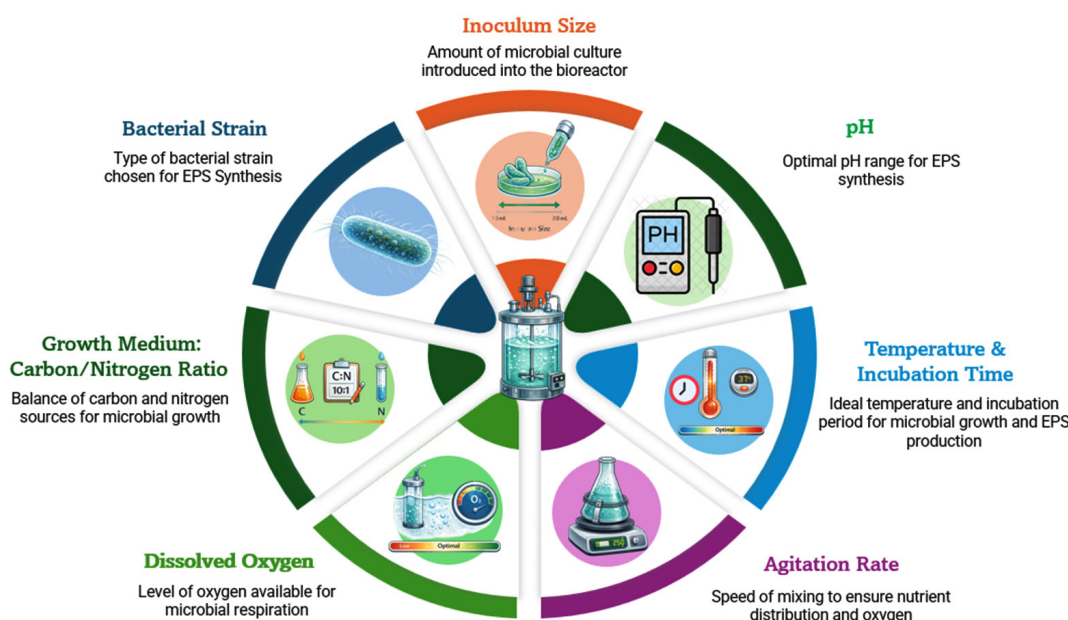 Inoculum Size
Amount of microbial culture
introduced into the bioreactor
Bacterial Strain
Type of bacterial strain
chosen for EPS Synthesis
pH
Optimal pH range for EPS
synthesis
PH
Size
Growth Medium:
Carbon/Nitrogen Ratio
Balance of carbon and nitrogen
sources for microbial growth
C:N
10:1
C
N
Temperature &
Incubation Time
Ideal temperature and incubation
period for microbial growth and EPS
production
Optimal
Dissolved Oxygen
Level of oxygen available for
microbial respiration
O₂
Low
Optimal
Agitation Rate
Speed of mixing to ensure nutrient
distribution and oxygen